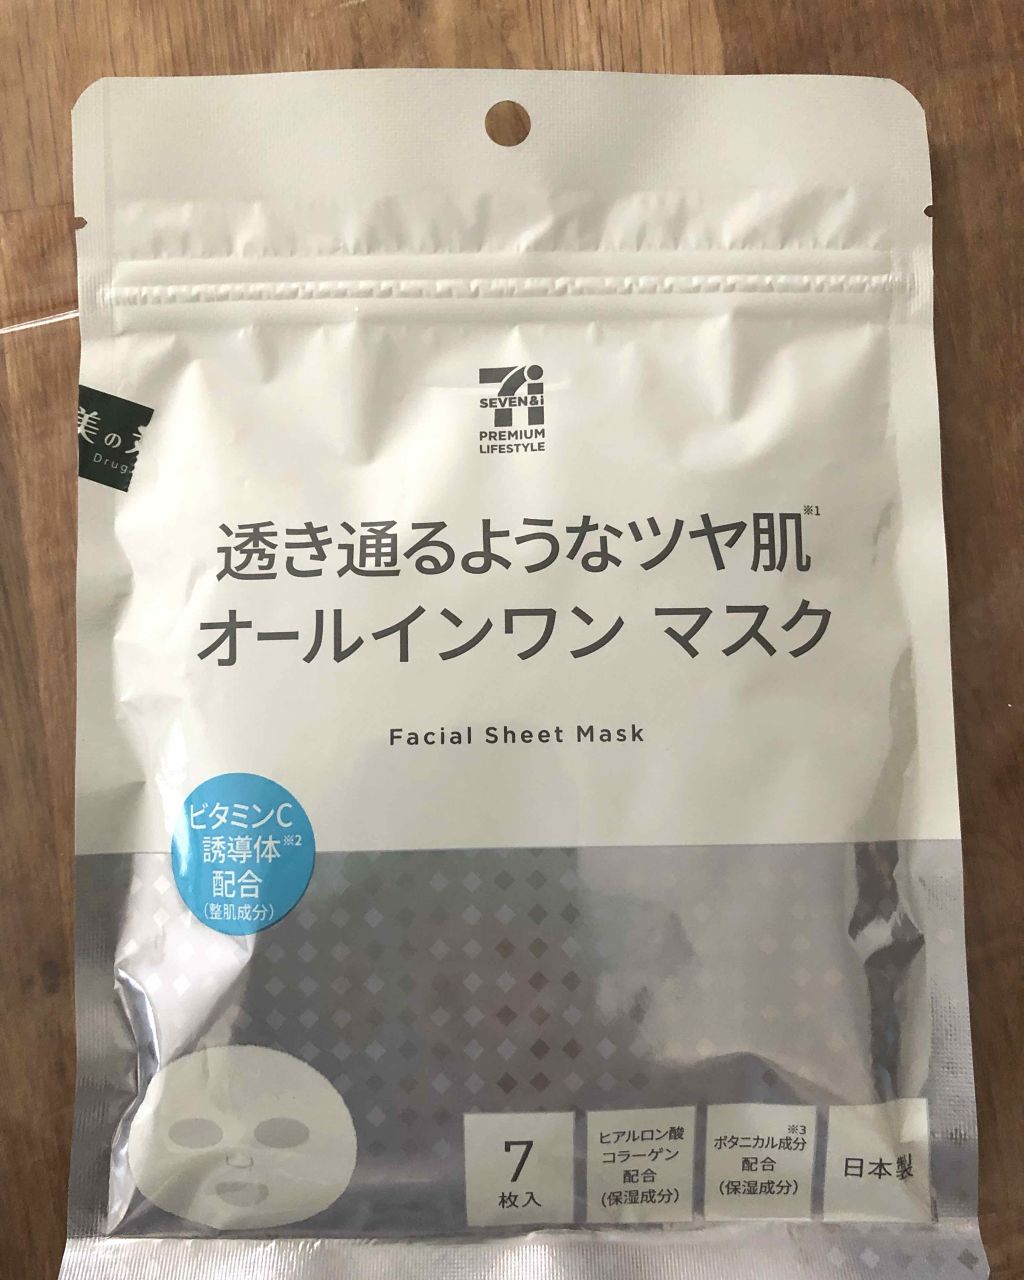 SEVEN&i
PREMIUM
LIFESTYLE
美の
Drug
透き通るようなツヤ肌※1
オールインワン マスク
Facial Sheet Mask
ビタミンC
誘導体※2
配合
(整肌成分)
7
枚入
ヒアルロン酸
コラーゲン
配合
(保湿成分)
※3
ボタニカル成分
配合
(保湿成分)
日本製